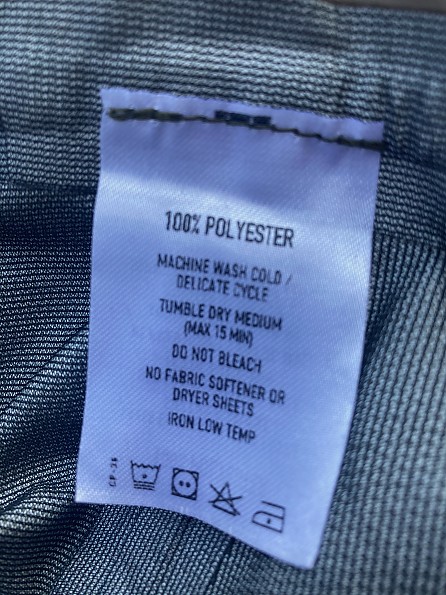 100% POLYESTER
MACHINE WASH COLD /
DELICATE CYCLE
TUMBLE DRY MEDIUM
(MAX 15 MIN)
DO NOT BLEACH
NO FABRIC SOFTENER OR
DRYER SHEETS
IRON LOW TEMP